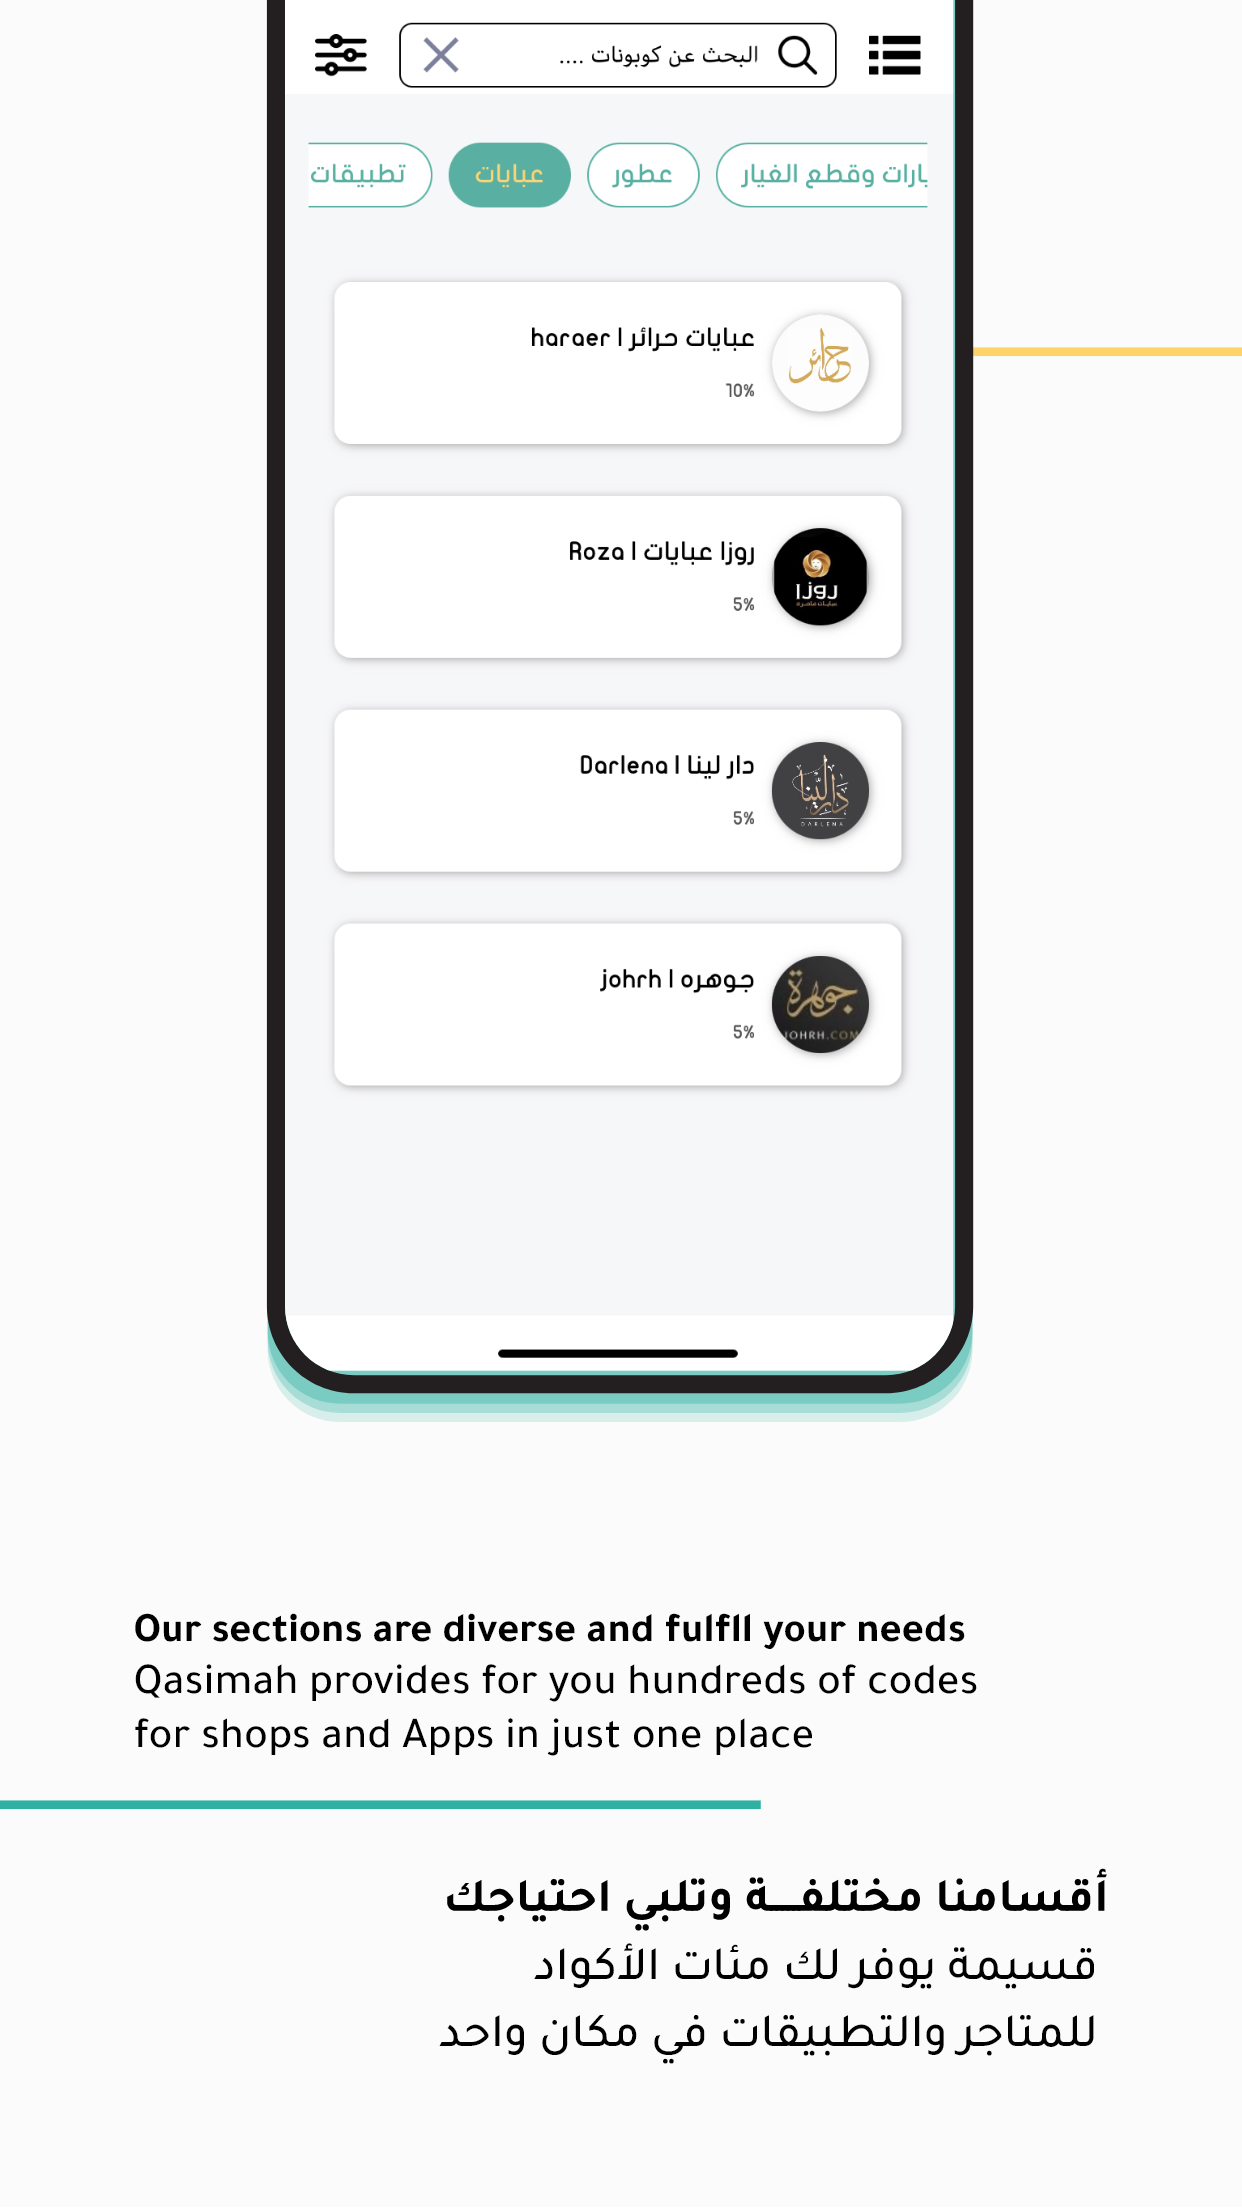 البحث عن كوبونات ....
يارات وقطع الغيار
عطور
عبايات
تطبيقات
عبايات حرائر | haraer
10%
حرائر
روزا عبايات | Roza
5%
روزا
دار لينا | Darlena
5%
دار لينا
DARLENA
جوهره | johrh
5%
جوهرة
JOHRH.COM
Our sections are diverse and fulfll your needs
Qasimah provides for you hundreds of codes
for shops and Apps in just one place
أقسامنا مختلفـــة وتلبي احتياجك
قسيمة يوفر لك مئات الأكواد
للمتاجر والتطبيقات في مكان واحد